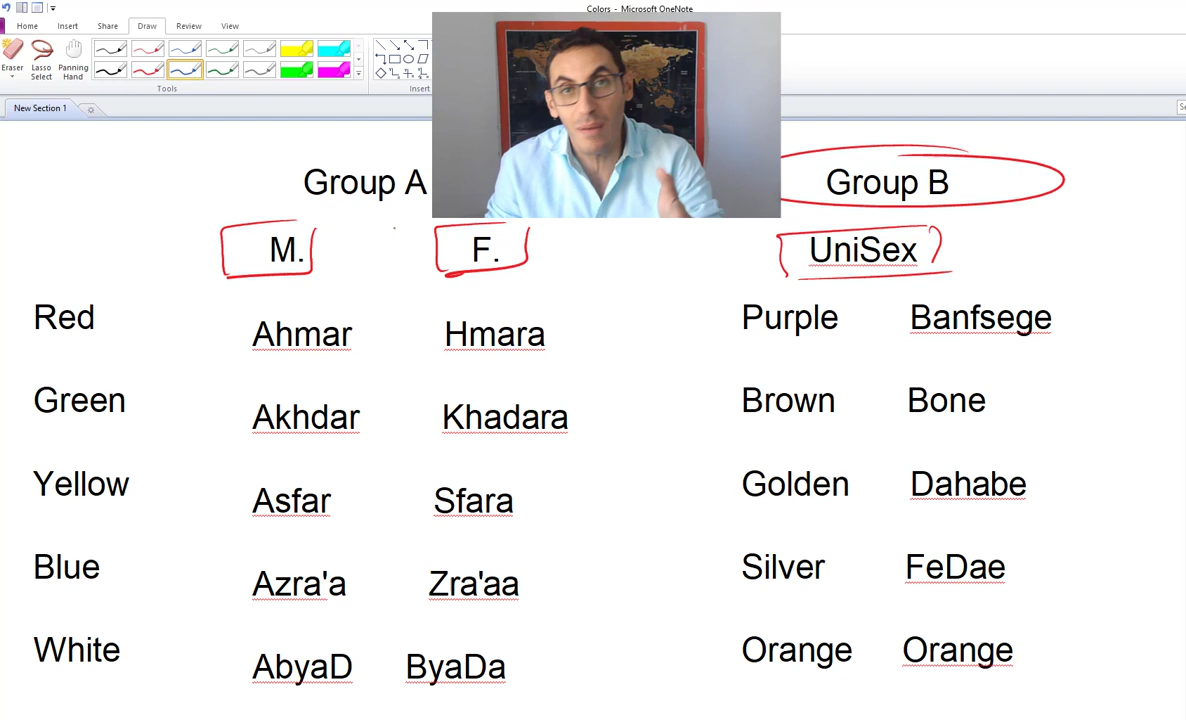 Colors - Microsoft OneNote
Home Insert Share Draw Review View
Eraser Lasso Select Panning Hand
Tools Insert
New Section 1
Group A Group B
M. F. UniSex
Red Ahmar Hmara Purple Banfsege
Green Akhdar Khadara Brown Bone
Yellow Asfar Sfara Golden Dahabe
Blue Azra'a Zra'aa Silver FeDae
White AbyaD ByaDa Orange Orange